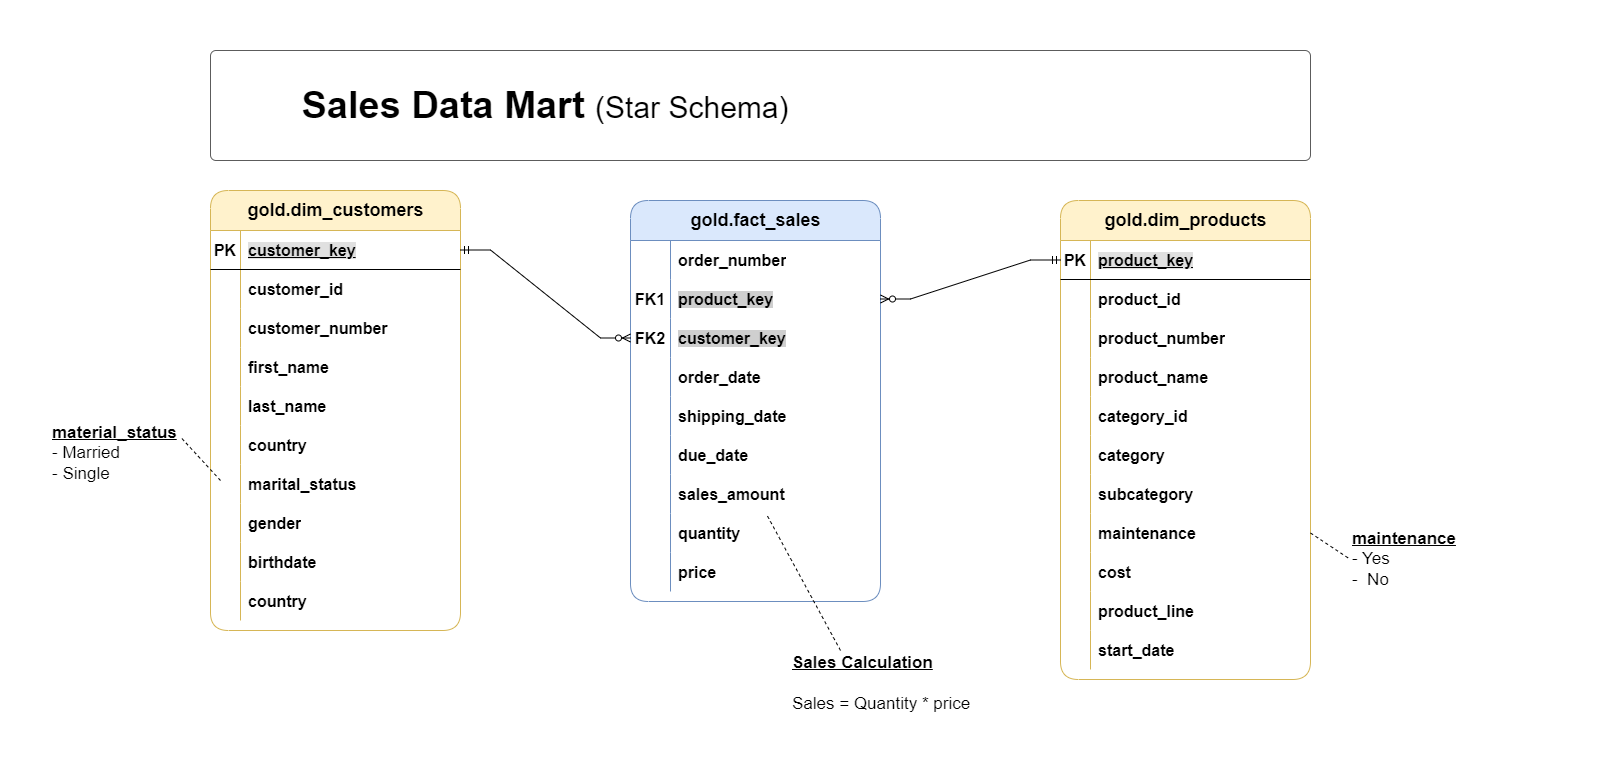 Sales Data Mart (Star Schema)
gold.dim_customers
PK customer_key
customer_id
customer_number
first_name
last_name
country
marital_status
gender
birthdate
country
material_status
- Married
- Single
gold.fact_sales
order_number
FK1 product_key
FK2 customer_key
order_date
shipping_date
due_date
sales_amount
quantity
price
Sales Calculation
Sales = Quantity * price
gold.dim_products
PK product_key
product_id
product_number
product_name
category_id
category
subcategory
maintenance
cost
product_line
start_date
maintenance
- Yes
- No